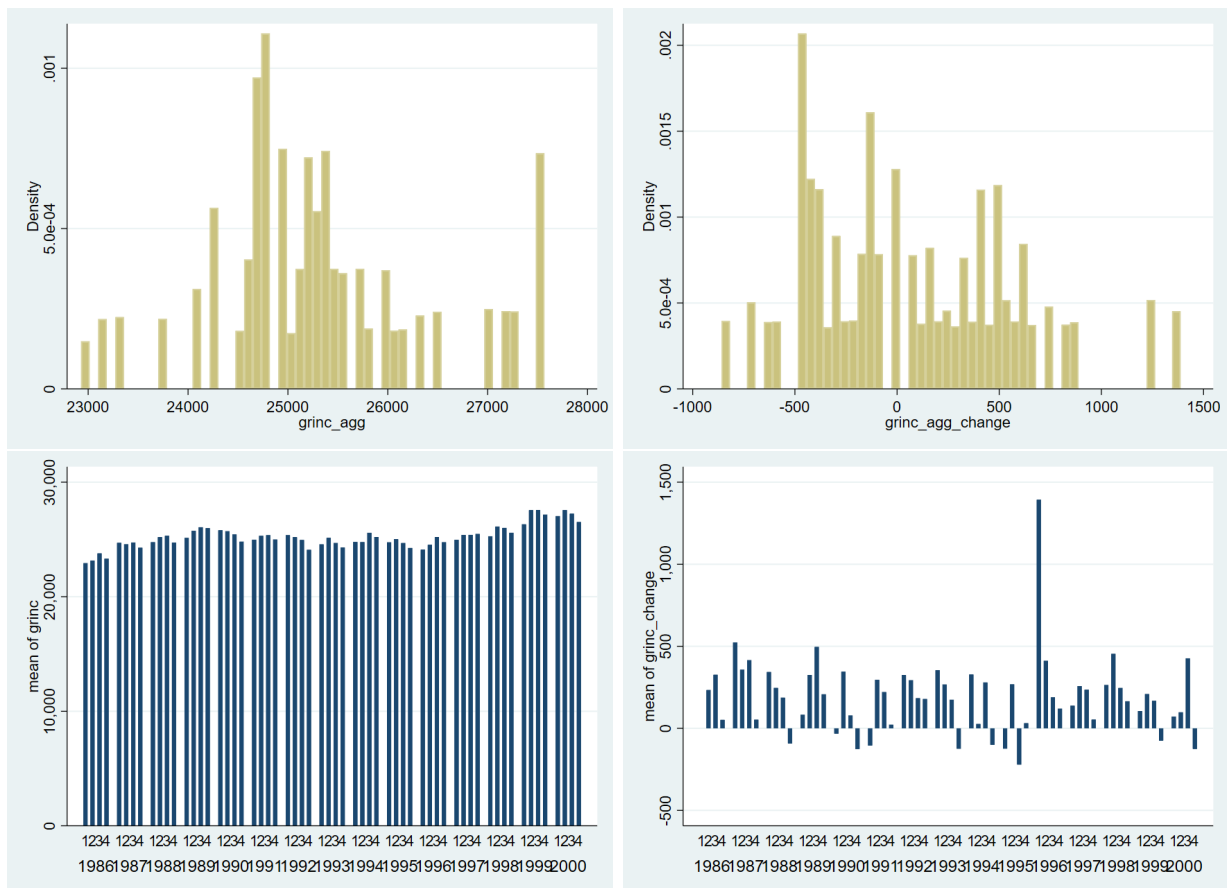 .001
5.0e-04
0
Density
23000 24000 25000 26000 27000 28000
grinc_agg
.002
.0015
.001
5.0e-04
0
Density
-1000 -500 0 500 1000 1500
grinc_agg_change
30,000
20,000
10,000
0
mean of grinc
1234 1234 1234 1234 1234 1234 1234 1234 1234 1234 1234 1234 1234 1234 1234
1986 1987 1988 1989 1990 1991 1992 1993 1994 1995 1996 1997 1998 1999 2000
1,500
1,000
500
0
-500
mean of grinc_change
1234 1234 1234 1234 1234 1234 1234 1234 1234 1234 1234 1234 1234 1234 1234
1986 1987 1988 1989 1990 1991 1992 1993 1994 1995 1996 1997 1998 1999 2000